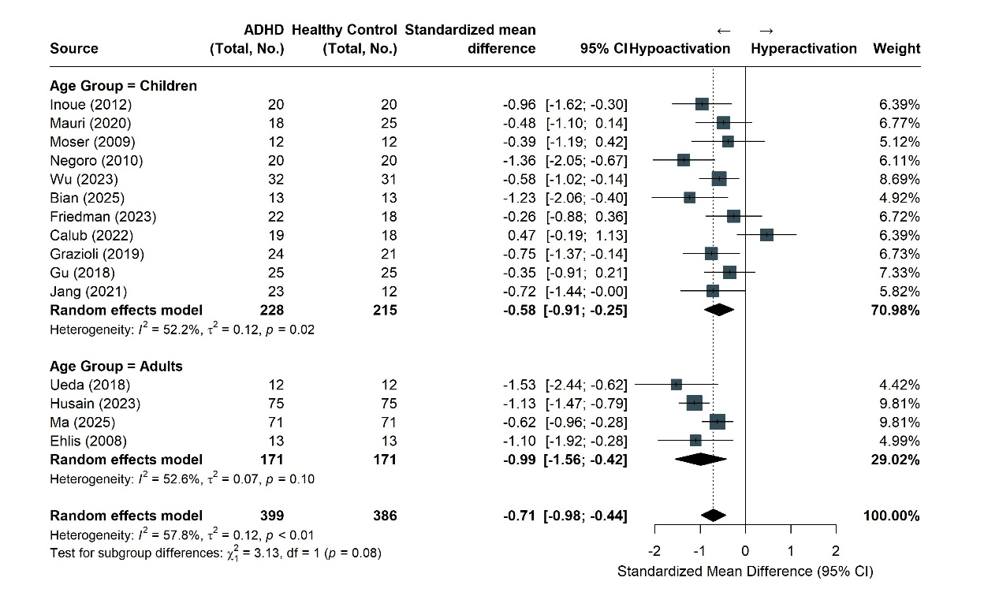 ADHD Healthy Control Standardized mean ← →
Source (Total, No.) (Total, No.) difference 95% CI Hypoactivation Hyperactivation Weight
Age Group = Children
Inoue (2012) 20 20 -0.96 [-1.62; -0.30] 6.39%
Mauri (2020) 18 25 -0.48 [-1.10; 0.14] 6.77%
Moser (2009) 12 12 -0.39 [-1.19; 0.42] 5.12%
Negoro (2010) 20 20 -1.36 [-2.05; -0.67] 6.11%
Wu (2023) 32 31 -0.58 [-1.02; -0.14] 8.69%
Bian (2025) 13 13 -1.23 [-2.06; -0.40] 4.92%
Friedman (2023) 22 18 -0.26 [-0.88; 0.36] 6.72%
Calub (2022) 19 18 0.47 [-0.19; 1.13] 6.39%
Grazioli (2019) 24 21 -0.75 [-1.37; -0.14] 6.73%
Gu (2018) 25 25 -0.35 [-0.91; 0.21] 7.33%
Jang (2021) 23 12 -0.72 [-1.44; -0.00] 5.82%
Random effects model 228 215 -0.58 [-0.91; -0.25] 70.98%
Heterogeneity: I² = 52.2%, τ² = 0.12, p = 0.02
Age Group = Adults
Ueda (2018) 12 12 -1.53 [-2.44; -0.62] 4.42%
Husain (2023) 75 75 -1.13 [-1.47; -0.79] 9.81%
Ma (2025) 71 71 -0.62 [-0.96; -0.28] 9.81%
Ehlis (2008) 13 13 -1.10 [-1.92; -0.28] 4.99%
Random effects model 171 171 -0.99 [-1.56; -0.42] 29.02%
Heterogeneity: I² = 52.6%, τ² = 0.07, p = 0.10
Random effects model 399 386 -0.71 [-0.98; -0.44] 100.00%
Heterogeneity: I² = 57.8%, τ² = 0.12, p < 0.01
Test for subgroup differences: χ²₁ = 3.13, df = 1 (p = 0.08)
-2 -1 0 1 2
Standardized Mean Difference (95% CI)